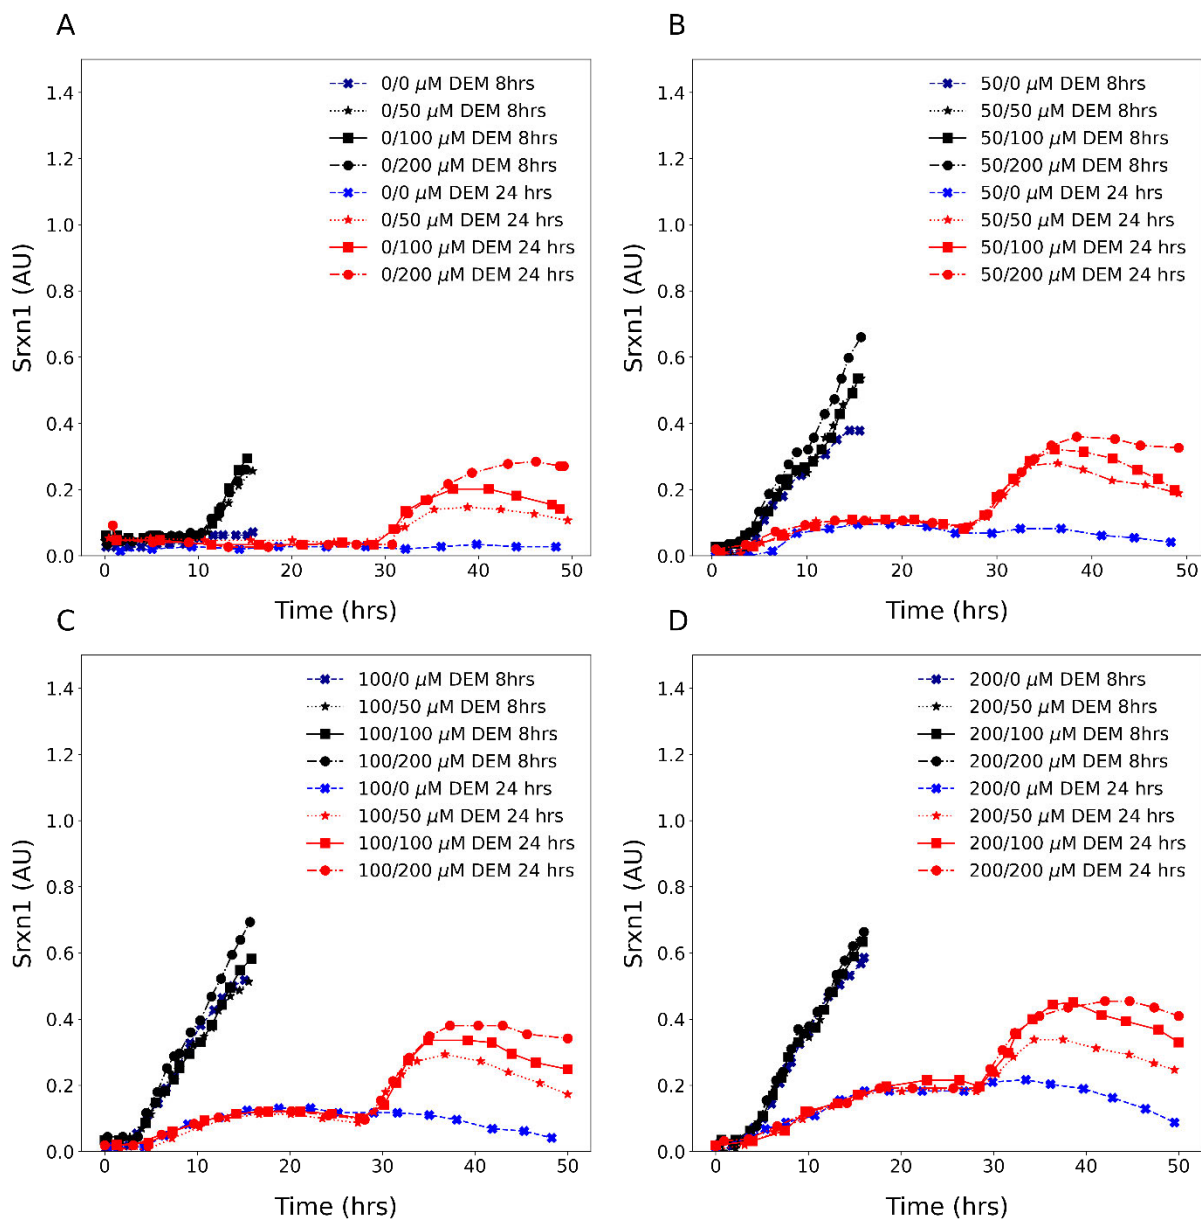 A
1.4
1.2
1.0
0.8
0.6
0.4
0.2
0.0
Srxn1 (AU)
0/0 μM DEM 8hrs
0/50 μM DEM 8hrs
0/100 μM DEM 8hrs
0/200 μM DEM 8hrs
0/0 μM DEM 24 hrs
0/50 μM DEM 24 hrs
0/100 μM DEM 24 hrs
0/200 μM DEM 24 hrs
0 10 20 30 40 50
Time (hrs)
B
1.4
1.2
1.0
0.8
0.6
0.4
0.2
0.0
Srxn1 (AU)
50/0 μM DEM 8hrs
50/50 μM DEM 8hrs
50/100 μM DEM 8hrs
50/200 μM DEM 8hrs
50/0 μM DEM 24 hrs
50/50 μM DEM 24 hrs
50/100 μM DEM 24 hrs
50/200 μM DEM 24 hrs
0 10 20 30 40 50
Time (hrs)
C
1.4
1.2
1.0
0.8
0.6
0.4
0.2
0.0
Srxn1 (AU)
100/0 μM DEM 8hrs
100/50 μM DEM 8hrs
100/100 μM DEM 8hrs
100/200 μM DEM 8hrs
100/0 μM DEM 24 hrs
100/50 μM DEM 24 hrs
100/100 μM DEM 24 hrs
100/200 μM DEM 24 hrs
0 10 20 30 40 50
Time (hrs)
D
1.4
1.2
1.0
0.8
0.6
0.4
0.2
0.0
Srxn1 (AU)
200/0 μM DEM 8hrs
200/50 μM DEM 8hrs
200/100 μM DEM 8hrs
200/200 μM DEM 8hrs
200/0 μM DEM 24 hrs
200/50 μM DEM 24 hrs
200/100 μM DEM 24 hrs
200/200 μM DEM 24 hrs
0 10 20 30 40 50
Time (hrs)